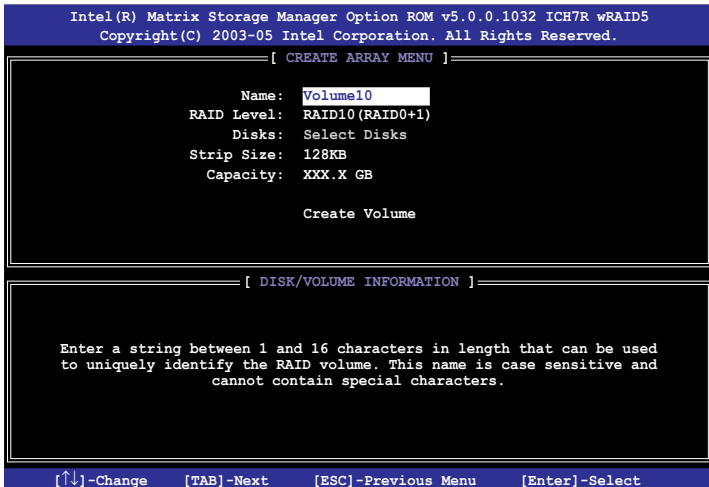 Intel(R) Matrix Storage Manager Option ROM v5.0.0.1032 ICH7R wRAID5
Copyright(C) 2003-05 Intel Corporation. All Rights Reserved.
[ CREATE ARRAY MENU ]
Name: Volume10
RAID Level: RAID10(RAID0+1)
Disks: Select Disks
Strip Size: 128KB
Capacity: XXX.X GB
Create Volume
[ DISK/VOLUME INFORMATION ]
Enter a string between 1 and 16 characters in length that can be used
to uniquely identify the RAID volume. This name is case sensitive and
cannot contain special characters.
[↑↓]-Change [TAB]-Next [ESC]-Previous Menu [Enter]-Select